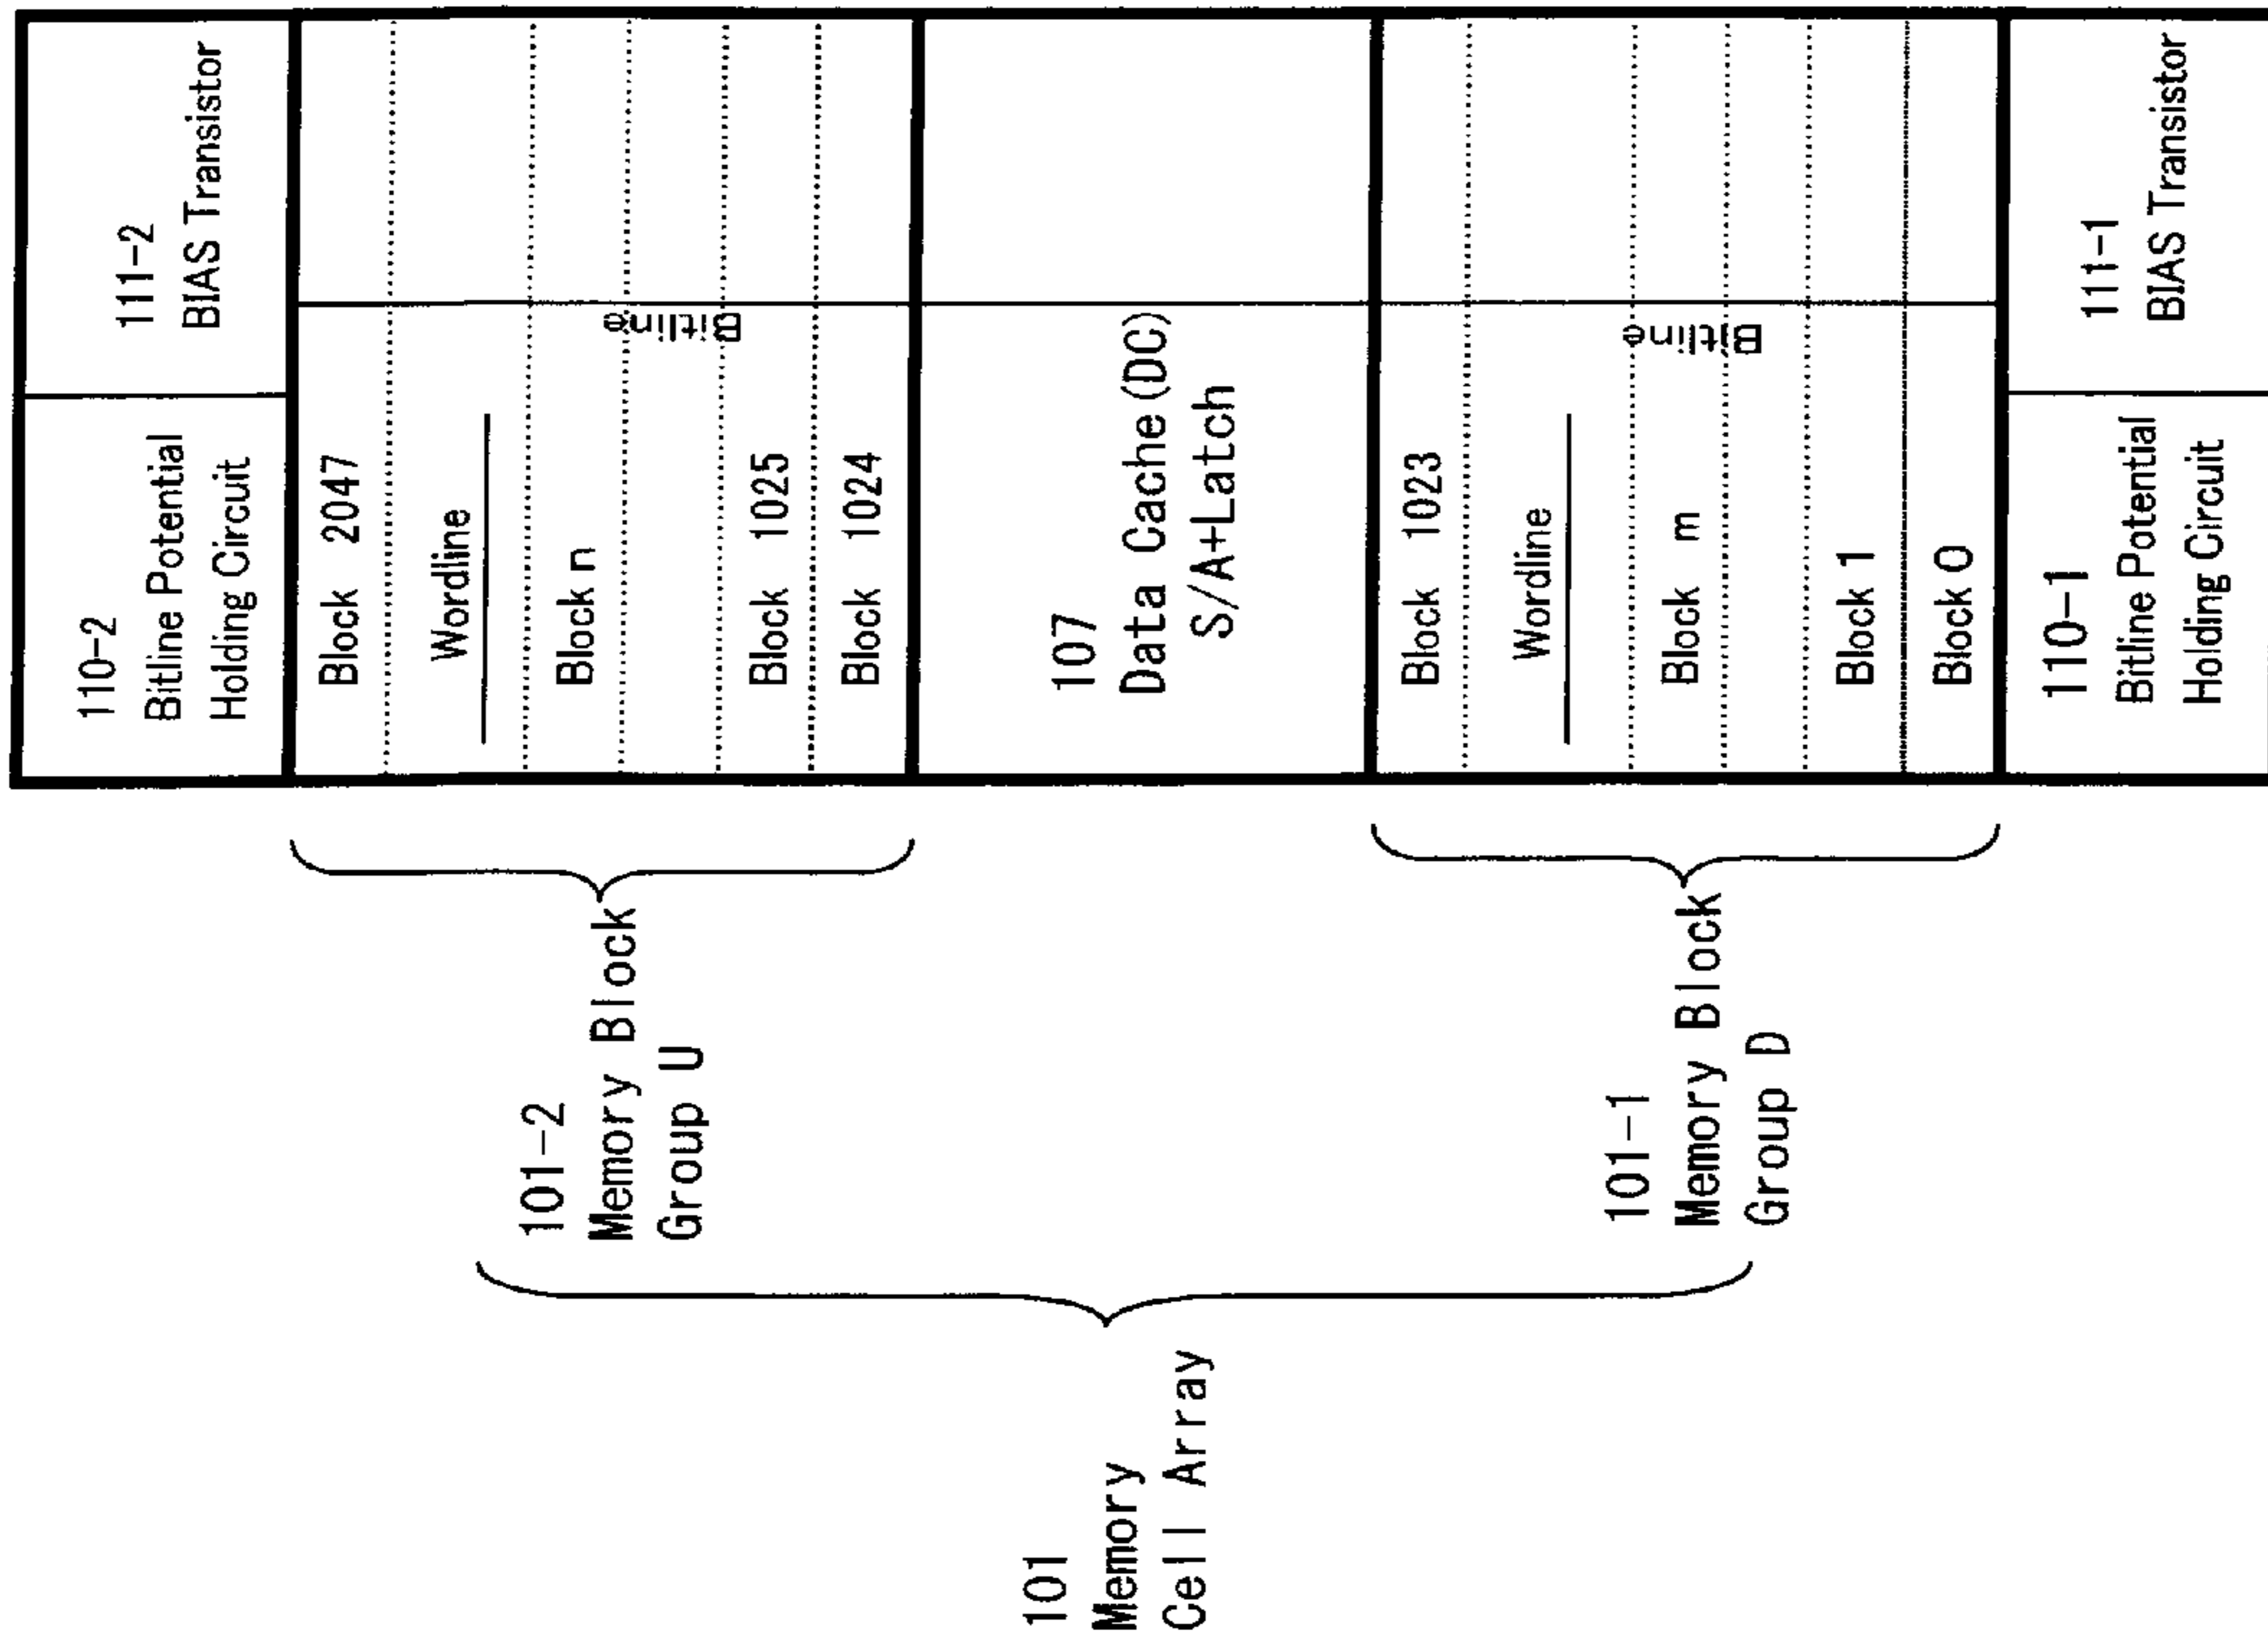 110-2
Bitline Potential
Holding Circuit
111-2
BIAS Transistor
Block 2047
Wordline
Block n
Bitline
Block 1025
Block 1024
107
Data Cache(DC)
S/A+Latch
Block 1023
Wordline
Block m
Bitline
Block 1
Block 0
110-1
Bitline Potential
Holding Circuit
111-1
BIAS Transistor
101-2
Memory Block
Group U
101-1
Memory Block
Group D
101
Memory
Cell Array